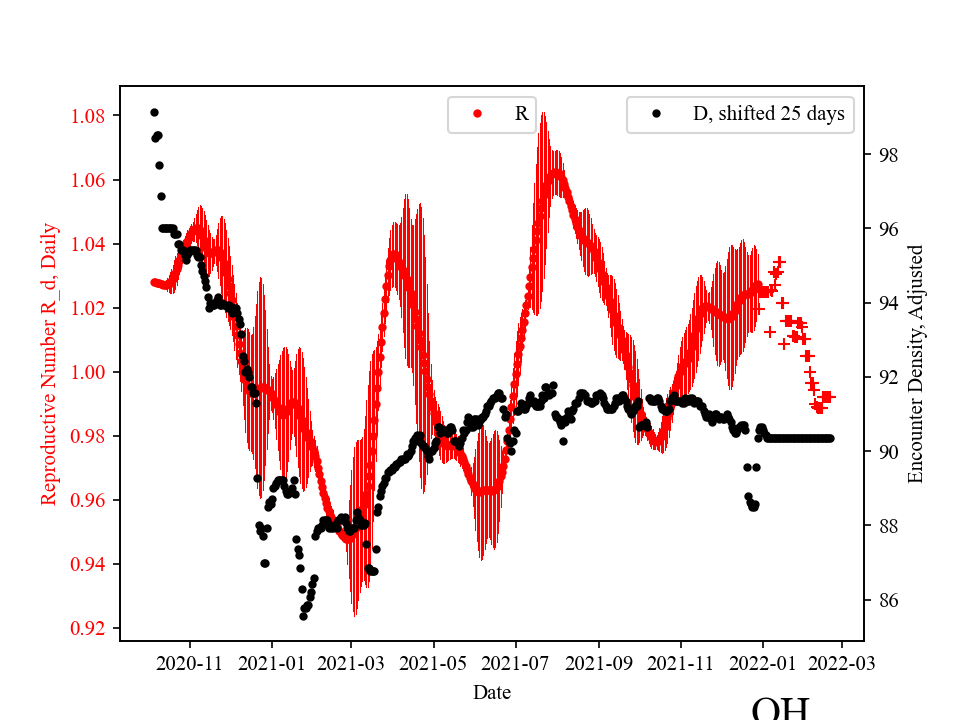 R
D, shifted 25 days
1.08
1.06
1.04
1.02
1.00
0.98
0.96
0.94
0.92
Reproductive Number R_d, Daily
98
96
94
92
90
88
86
Encounter Density, Adjusted
2020-11 2021-01 2021-03 2021-05 2021-07 2021-09 2021-11 2022-01 2022-03
Date
OH